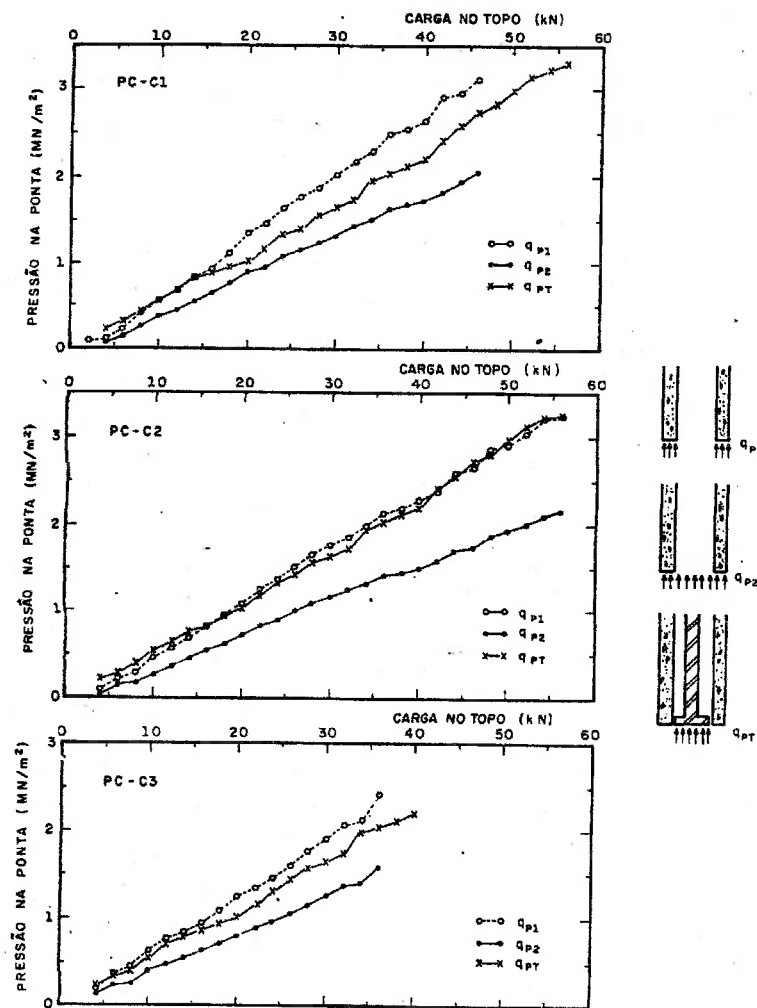 CARGA NO TOPO (kN)
0 10 20 30 40 50 60
PRESSÃO NA PONTA (MN/m²)
3
2
1
0
PC-C1
q P1
q P2
q PT
CARGA NO TOPO (kN)
0 10 20 30 40 50 60
PRESSÃO NA PONTA (MN/m²)
3
2
1
0
PC-C2
q P1
q P2
q PT
CARGA NO TOPO (kN)
0 10 20 30 40 50 60
PRESSÃO NA PONTA (MN/m²)
3
2
1
0
PC-C3
q P1
q P2
q PT
q P
q P2
q PT